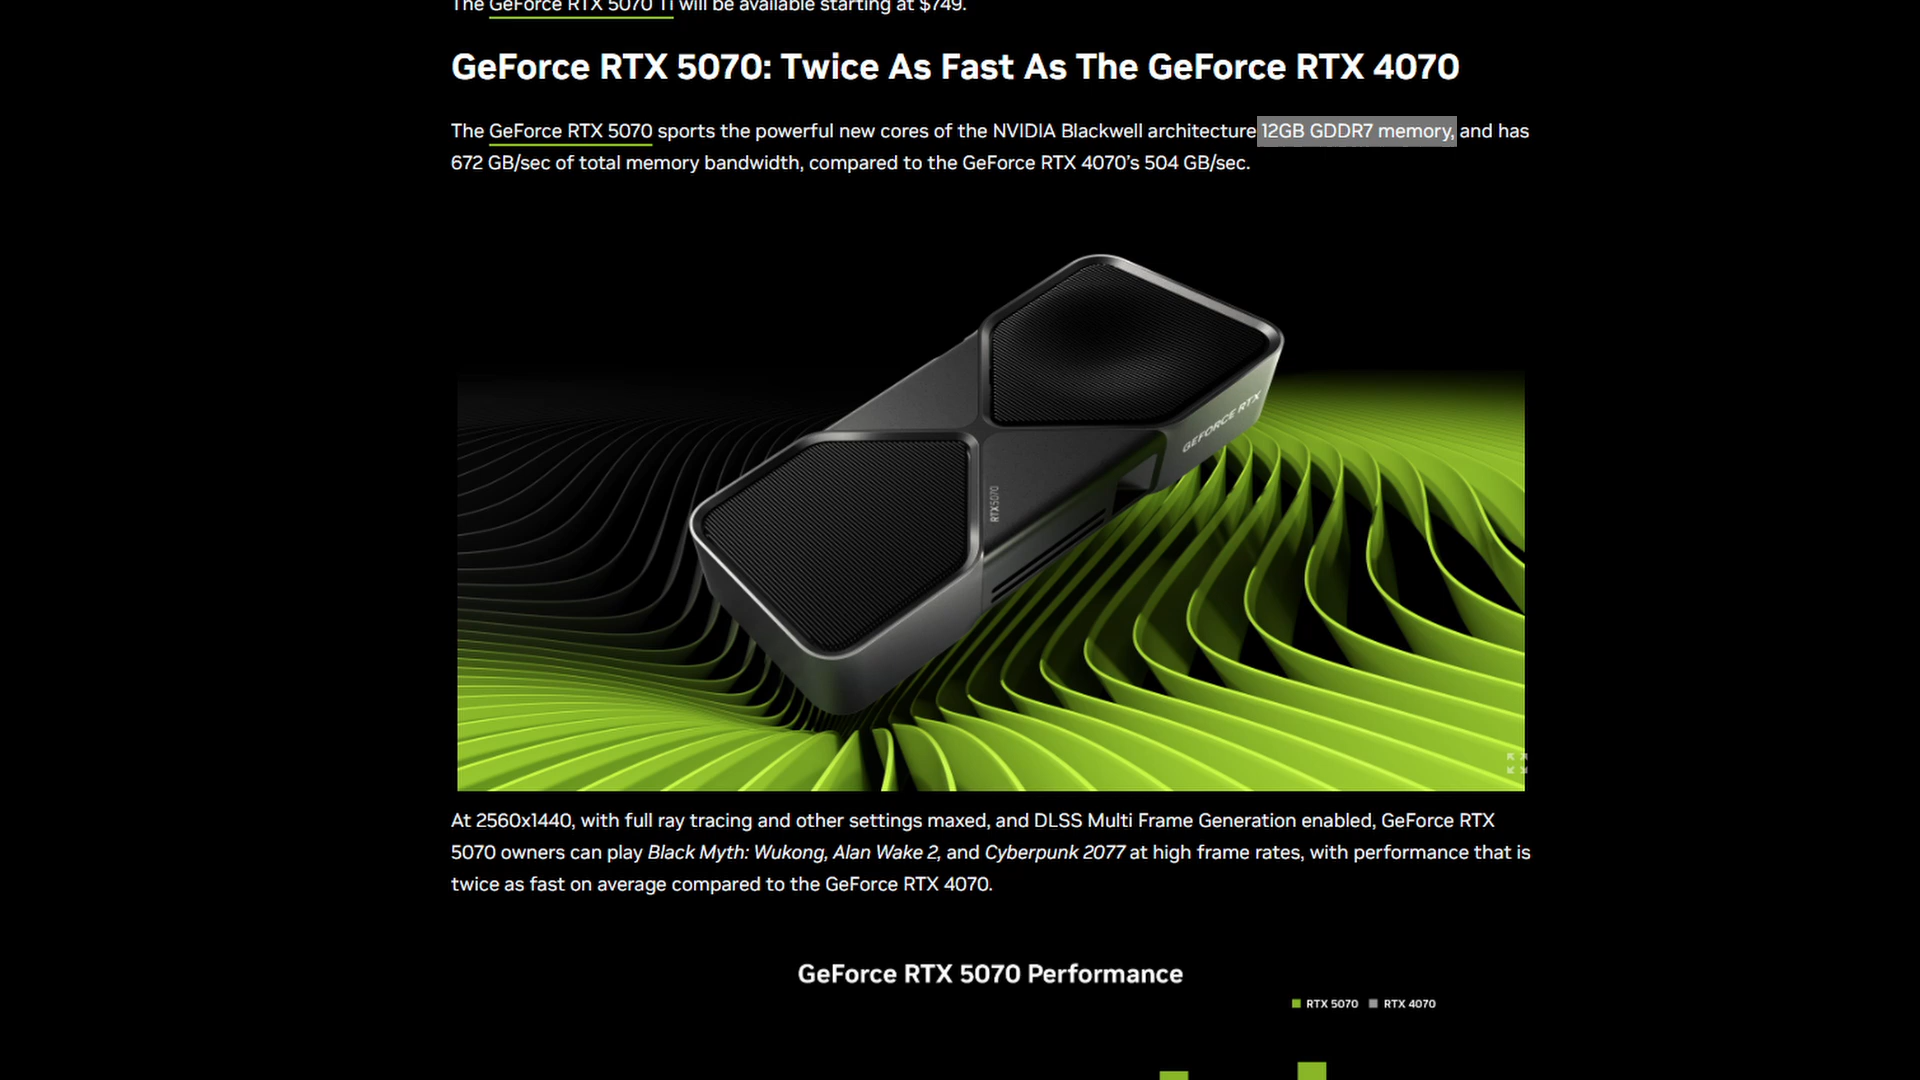 The GeForce RTX 5070 Ti will be available starting at $749.
GeForce RTX 5070: Twice As Fast As The GeForce RTX 4070
The GeForce RTX 5070 sports the powerful new cores of the NVIDIA Blackwell architecture 12GB GDDR7 memory, and has
672 GB/sec of total memory bandwidth, compared to the GeForce RTX 4070’s 504 GB/sec.
GEFORCE RTX
RTX5070
At 2560x1440, with full ray tracing and other settings maxed, and DLSS Multi Frame Generation enabled, GeForce RTX
5070 owners can play Black Myth: Wukong, Alan Wake 2, and Cyberpunk 2077 at high frame rates, with performance that is
twice as fast on average compared to the GeForce RTX 4070.
GeForce RTX 5070 Performance
RTX 5070 RTX 4070